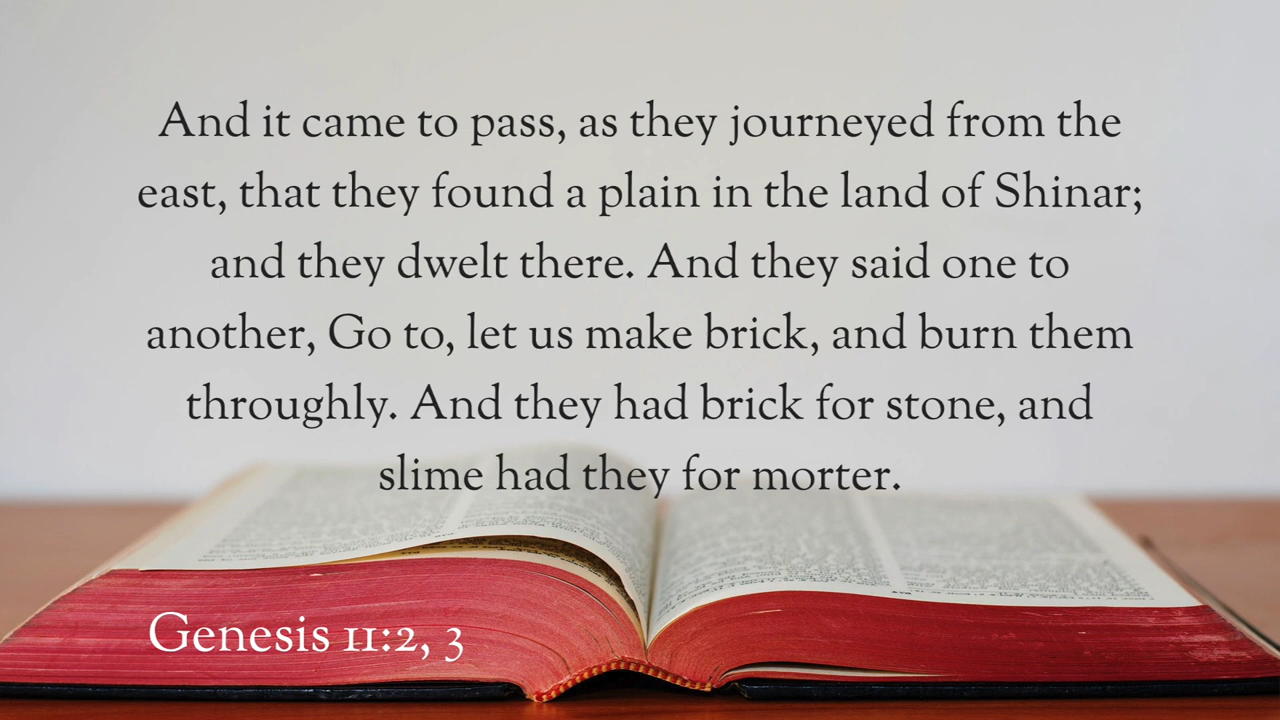 And it came to pass, as they journeyed from the
east, that they found a plain in the land of Shinar;
and they dwelt there. And they said one to
another, Go to, let us make brick, and burn them
throughly. And they had brick for stone, and
slime had they for morter.
Genesis 11:2, 3